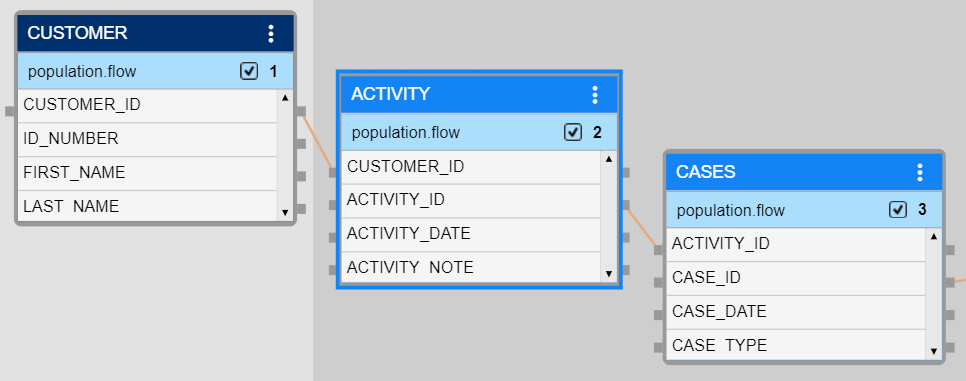 CUSTOMER
population.flow 1
CUSTOMER_ID
ID_NUMBER
FIRST_NAME
LAST_NAME
ACTIVITY
population.flow 2
CUSTOMER_ID
ACTIVITY_ID
ACTIVITY_DATE
ACTIVITY_NOTE
CASES
population.flow 3
ACTIVITY_ID
CASE_ID
CASE_DATE
CASE_TYPE